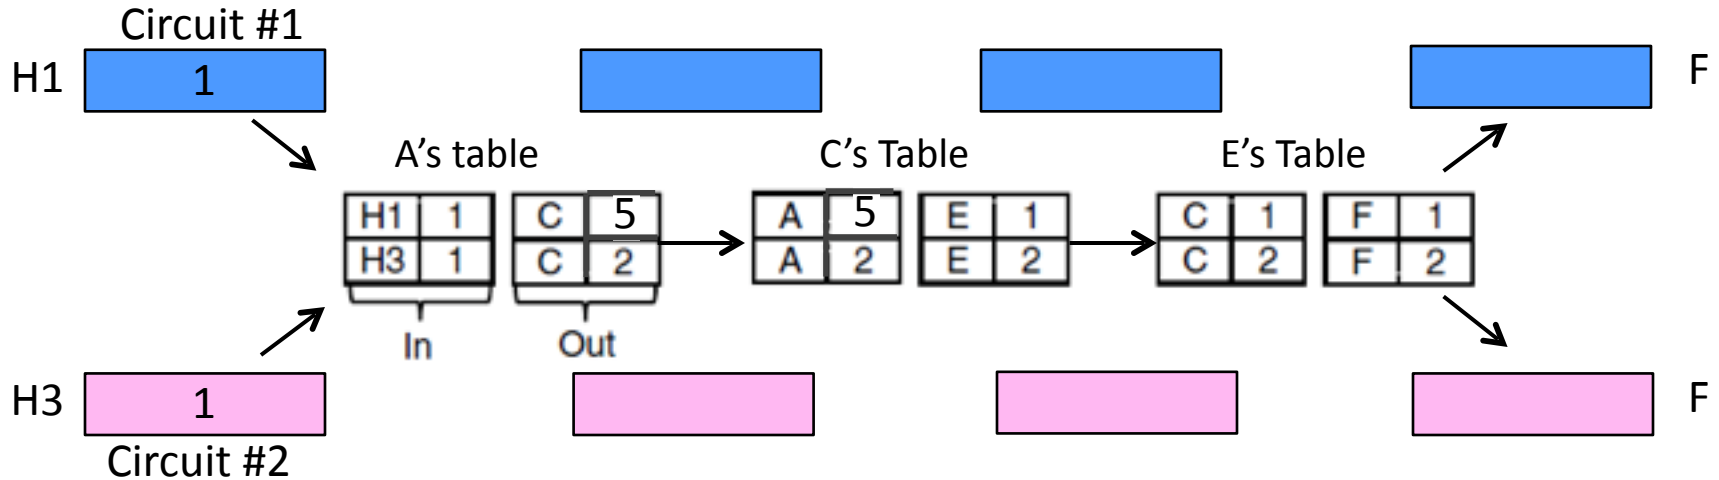 Circuit #1
H1 1 F
A's table C's Table E's Table
H1 1 C 5 A 5 E 1 C 1 F 1
H3 1 C 2 A 2 E 2 C 2 F 2
In Out
H3 1 F
Circuit #2